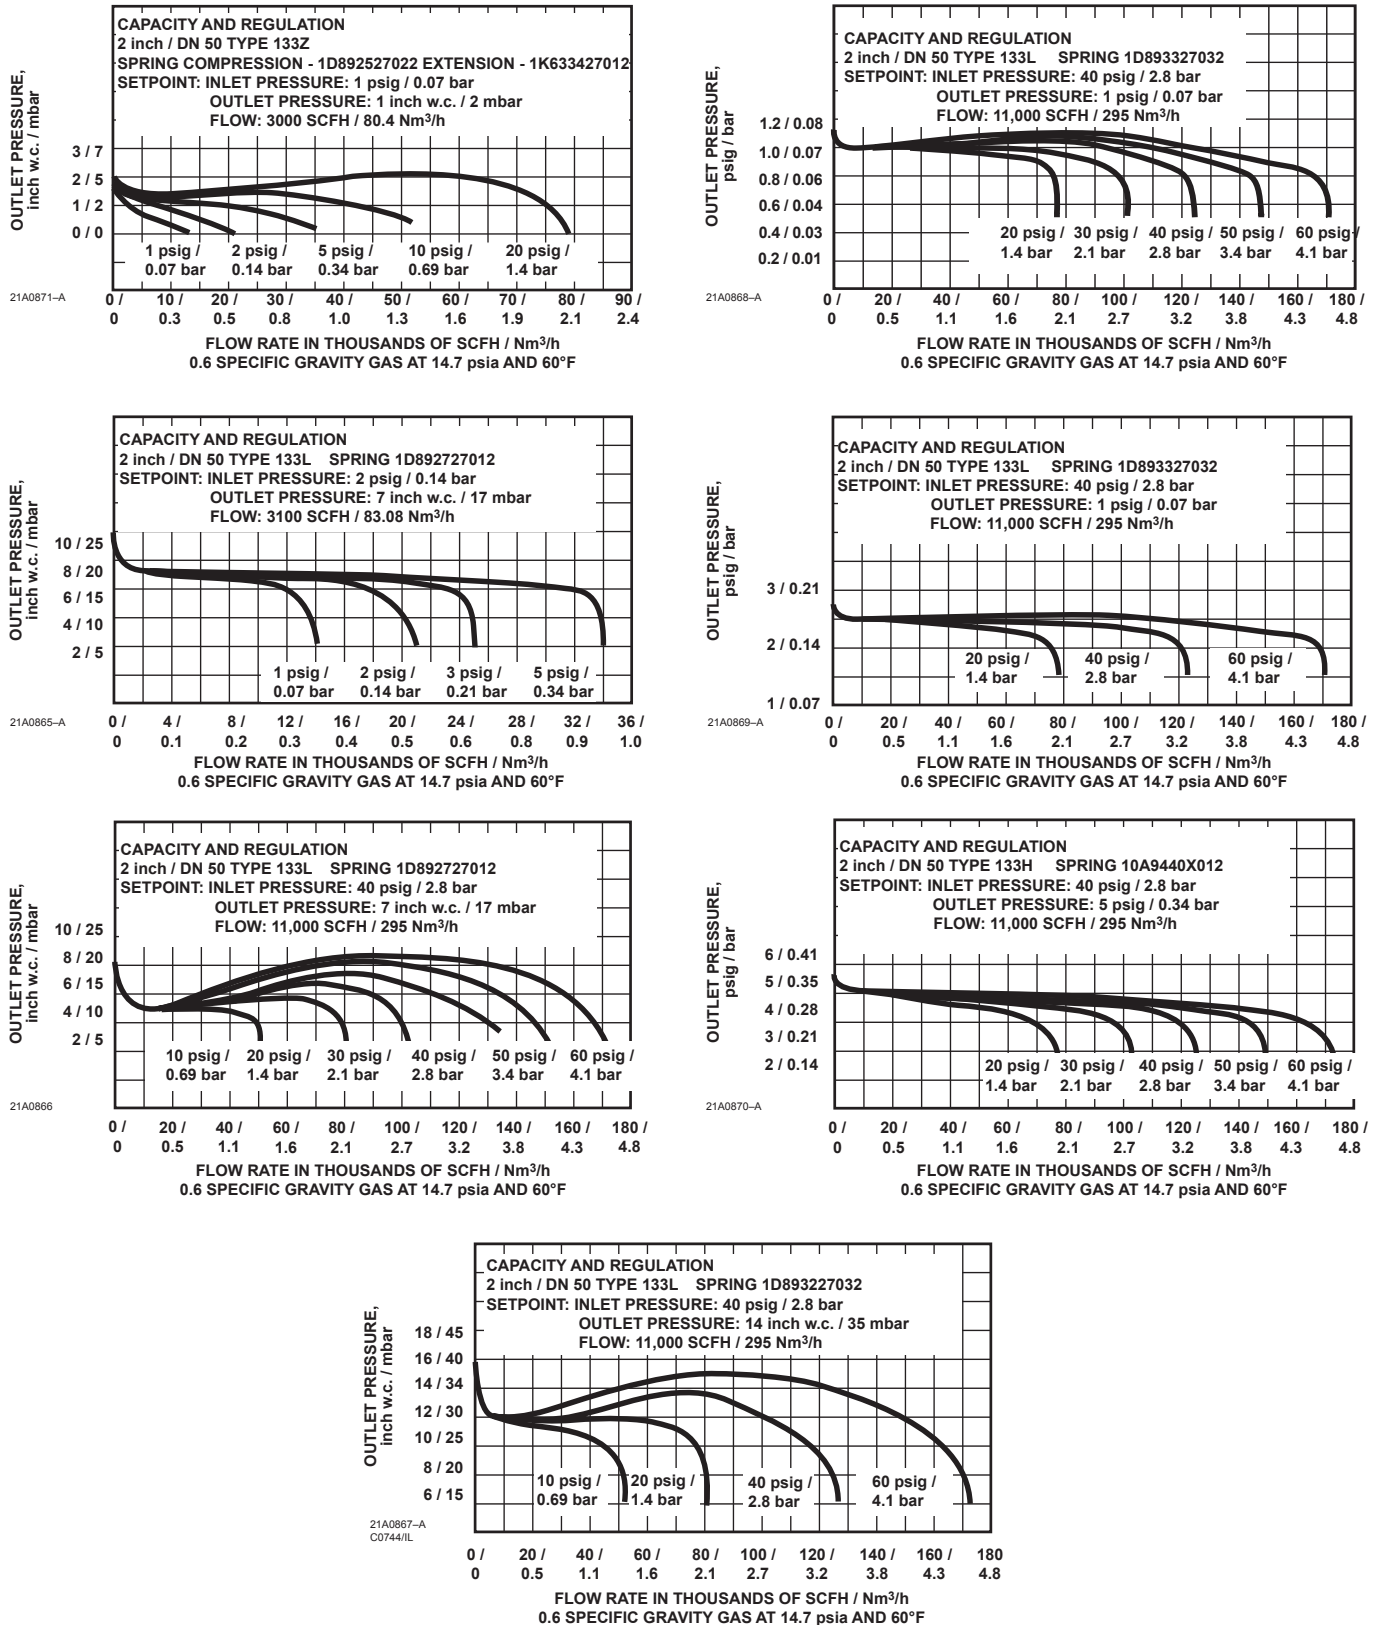 CAPACITY AND REGULATION
2 inch / DN 50 TYPE 133Z
SPRING COMPRESSION - 1D892527022 EXTENSION - 1K633427012
SETPOINT: INLET PRESSURE: 1 psig / 0.07 bar
OUTLET PRESSURE: 1 inch w.c. / 2 mbar
FLOW: 3000 SCFH / 80.4 Nm³/h
OUTLET PRESSURE,
inch w.c. / mbar
3 / 7
2 / 5
1 / 2
0 / 0
1 psig / 2 psig / 5 psig / 10 psig / 20 psig /
0.07 bar 0.14 bar 0.34 bar 0.69 bar 1.4 bar
21A0871–A
0 / 10 / 20 / 30 / 40 / 50 / 60 / 70 / 80 / 90 /
0 0.3 0.5 0.8 1.0 1.3 1.6 1.9 2.1 2.4
FLOW RATE IN THOUSANDS OF SCFH / Nm³/h
0.6 SPECIFIC GRAVITY GAS AT 14.7 psia AND 60°F
CAPACITY AND REGULATION
2 inch / DN 50 TYPE 133L SPRING 1D893327032
SETPOINT: INLET PRESSURE: 40 psig / 2.8 bar
OUTLET PRESSURE: 1 psig / 0.07 bar
FLOW: 11,000 SCFH / 295 Nm³/h
OUTLET PRESSURE,
psig / bar
1.2 / 0.08
1.0 / 0.07
0.8 / 0.06
0.6 / 0.04
0.4 / 0.03
0.2 / 0.01
20 psig / 30 psig / 40 psig / 50 psig / 60 psig /
1.4 bar 2.1 bar 2.8 bar 3.4 bar 4.1 bar
21A0868–A
0 / 20 / 40 / 60 / 80 / 100 / 120 / 140 / 160 / 180 /
0 0.5 1.1 1.6 2.1 2.7 3.2 3.8 4.3 4.8
FLOW RATE IN THOUSANDS OF SCFH / Nm³/h
0.6 SPECIFIC GRAVITY GAS AT 14.7 psia AND 60°F
CAPACITY AND REGULATION
2 inch / DN 50 TYPE 133L SPRING 1D892727012
SETPOINT: INLET PRESSURE: 2 psig / 0.14 bar
OUTLET PRESSURE: 7 inch w.c. / 17 mbar
FLOW: 3100 SCFH / 83.08 Nm³/h
OUTLET PRESSURE,
inch w.c. / mbar
10 / 25
8 / 20
6 / 15
4 / 10
2 / 5
1 psig / 2 psig / 3 psig / 5 psig /
0.07 bar 0.14 bar 0.21 bar 0.34 bar
21A0865–A
0 / 4 / 8 / 12 / 16 / 20 / 24 / 28 / 32 / 36 /
0 0.1 0.2 0.3 0.4 0.5 0.6 0.8 0.9 1.0
FLOW RATE IN THOUSANDS OF SCFH / Nm³/h
0.6 SPECIFIC GRAVITY GAS AT 14.7 psia AND 60°F
CAPACITY AND REGULATION
2 inch / DN 50 TYPE 133L SPRING 1D893327032
SETPOINT: INLET PRESSURE: 40 psig / 2.8 bar
OUTLET PRESSURE: 1 psig / 0.07 bar
FLOW: 11,000 SCFH / 295 Nm³/h
OUTLET PRESSURE,
psig / bar
3 / 0.21
2 / 0.14
1 / 0.07
20 psig / 40 psig / 60 psig /
1.4 bar 2.8 bar 4.1 bar
21A0869–A
0 / 20 / 40 / 60 / 80 / 100 / 120 / 140 / 160 / 180 /
0 0.5 1.1 1.6 2.1 2.7 3.2 3.8 4.3 4.8
FLOW RATE IN THOUSANDS OF SCFH / Nm³/h
0.6 SPECIFIC GRAVITY GAS AT 14.7 psia AND 60°F
CAPACITY AND REGULATION
2 inch / DN 50 TYPE 133L SPRING 1D892727012
SETPOINT: INLET PRESSURE: 40 psig / 2.8 bar
OUTLET PRESSURE: 7 inch w.c. / 17 mbar
FLOW: 11,000 SCFH / 295 Nm³/h
OUTLET PRESSURE,
inch w.c. / mbar
10 / 25
8 / 20
6 / 15
4 / 10
2 / 5
10 psig / 20 psig / 30 psig / 40 psig / 50 psig / 60 psig /
0.69 bar 1.4 bar 2.1 bar 2.8 bar 3.4 bar 4.1 bar
21A0866
0 / 20 / 40 / 60 / 80 / 100 / 120 / 140 / 160 / 180 /
0 0.5 1.1 1.6 2.1 2.7 3.2 3.8 4.3 4.8
FLOW RATE IN THOUSANDS OF SCFH / Nm³/h
0.6 SPECIFIC GRAVITY GAS AT 14.7 psia AND 60°F
CAPACITY AND REGULATION
2 inch / DN 50 TYPE 133H SPRING 10A9440X012
SETPOINT: INLET PRESSURE: 40 psig / 2.8 bar
OUTLET PRESSURE: 5 psig / 0.34 bar
FLOW: 11,000 SCFH / 295 Nm³/h
OUTLET PRESSURE,
psig / bar
6 / 0.41
5 / 0.35
4 / 0.28
3 / 0.21
2 / 0.14
20 psig / 30 psig / 40 psig / 50 psig / 60 psig /
1.4 bar 2.1 bar 2.8 bar 3.4 bar 4.1 bar
21A0870–A
0 / 20 / 40 / 60 / 80 / 100 / 120 / 140 / 160 / 180 /
0 0.5 1.1 1.6 2.1 2.7 3.2 3.8 4.3 4.8
FLOW RATE IN THOUSANDS OF SCFH / Nm³/h
0.6 SPECIFIC GRAVITY GAS AT 14.7 psia AND 60°F
CAPACITY AND REGULATION
2 inch / DN 50 TYPE 133L SPRING 1D893227032
SETPOINT: INLET PRESSURE: 40 psig / 2.8 bar
OUTLET PRESSURE: 14 inch w.c. / 35 mbar
FLOW: 11,000 SCFH / 295 Nm³/h
OUTLET PRESSURE,
inch w.c. / mbar
18 / 45
16 / 40
14 / 34
12 / 30
10 / 25
8 / 20
6 / 15
10 psig / 20 psig / 40 psig / 60 psig /
0.69 bar 1.4 bar 2.8 bar 4.1 bar
21A0867–A
C0744/IL
0 / 20 / 40 / 60 / 80 / 100 / 120 / 140 / 160 / 180
0 0.5 1.1 1.6 2.1 2.7 3.2 3.8 4.3 4.8
FLOW RATE IN THOUSANDS OF SCFH / Nm³/h
0.6 SPECIFIC GRAVITY GAS AT 14.7 psia AND 60°F